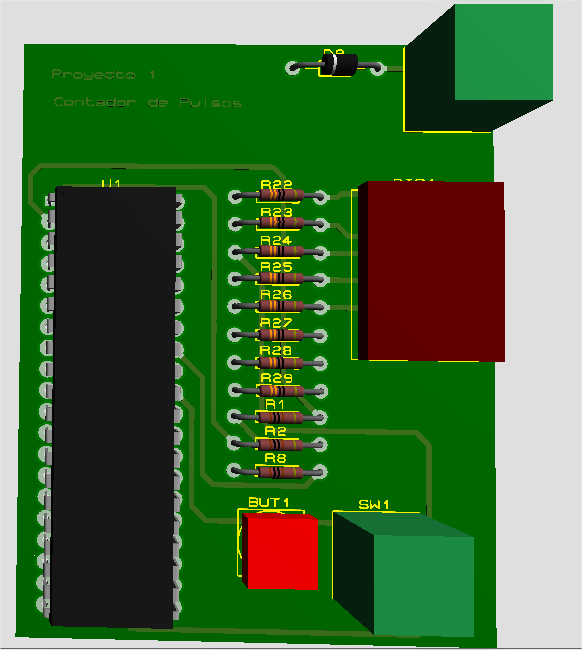 D9
Proyecto 1
Contador de Pulsos
U1
R22
R23
R24
R25
R26
R27
R28
R29
R1
R2
R8
BUT1
SW1